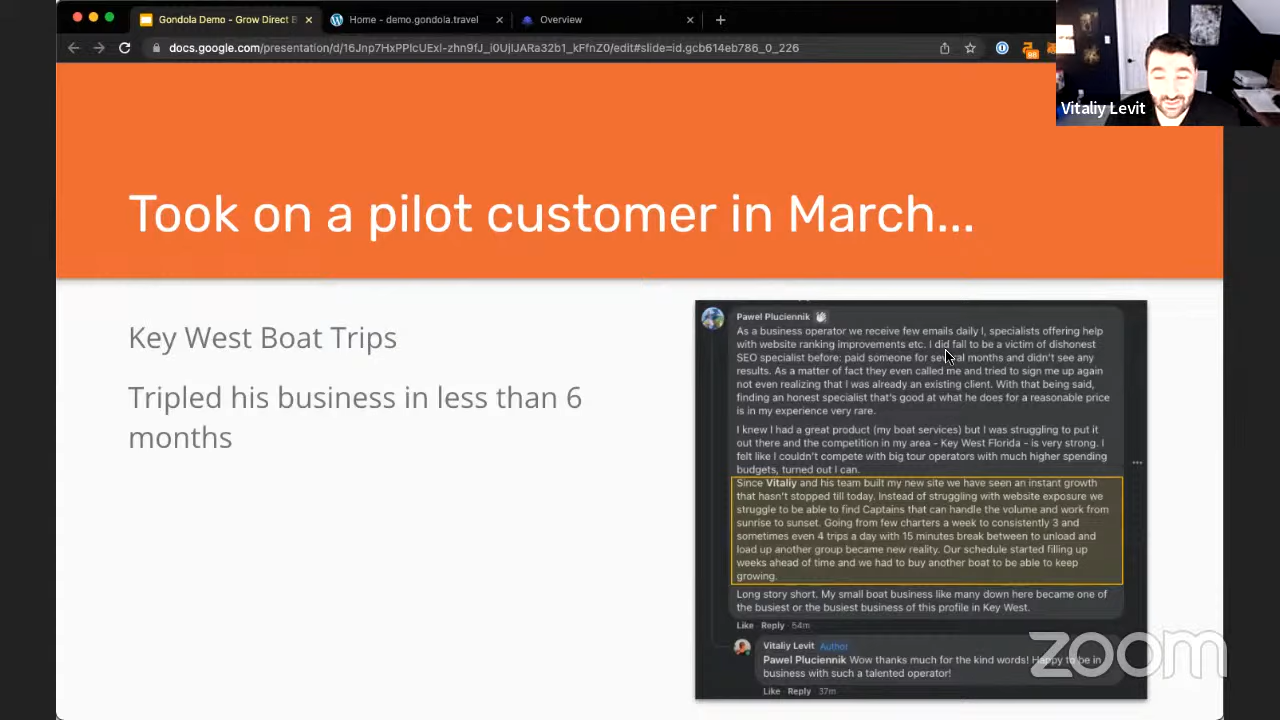 Gondola Demo - Grow Direct B
Home - demo.gondola.travel
Overview
docs.google.com/presentation/d/16Jnp7HxPPlcUExl-zhn9fJ_i0UjlJARa32b1_kFfnZ0/edit#slide=id.gcb614eb786_0_226
Vitaliy Levit
Took on a pilot customer in March...
Key West Boat Trips
Tripled his business in less than 6
months
Pawel Pluciennik
As a business operator we receive few emails daily I, specialists offering help
with website ranking improvements etc. I did fall to be a victim of dishonest
SEO specialist before: paid someone for several months and didn't see any
results. As a matter of fact they even called me and tried to sign me up again
not even realizing that I was already an existing client. With that being said,
finding an honest specialist that's good at what he does for a reasonable price
is in my experience very rare.
I knew I had a great product (my boat services) but I was struggling to put it
out there and the competition in my area - Key West Florida - is very strong. I
felt like I couldn't compete with big tour operators with much higher spending
budgets, turned out I can.
Since Vitaliy and his team built my new site we have seen an instant growth
that hasn't stopped till today. Instead of struggling with website exposure we
struggle to be able to find Captains that can handle the volume and work from
sunrise to sunset. Going from few charters a week to consistently 3 and
sometimes even 4 trips a day with 15 minutes break between to unload and
load up another group became new reality. Our schedule started filling up
weeks ahead of time and we had to buy another boat to be able to keep
growing.
Long story short. My small boat business like many down here became one of
the busiest or the busiest business of this profile in Key West.
Like Reply 54m
Vitaliy Levit Author
Pawel Pluciennik Wow thanks much for the kind words! Happy to be in
business with such a talented operator!
Like Reply 37m
zoom